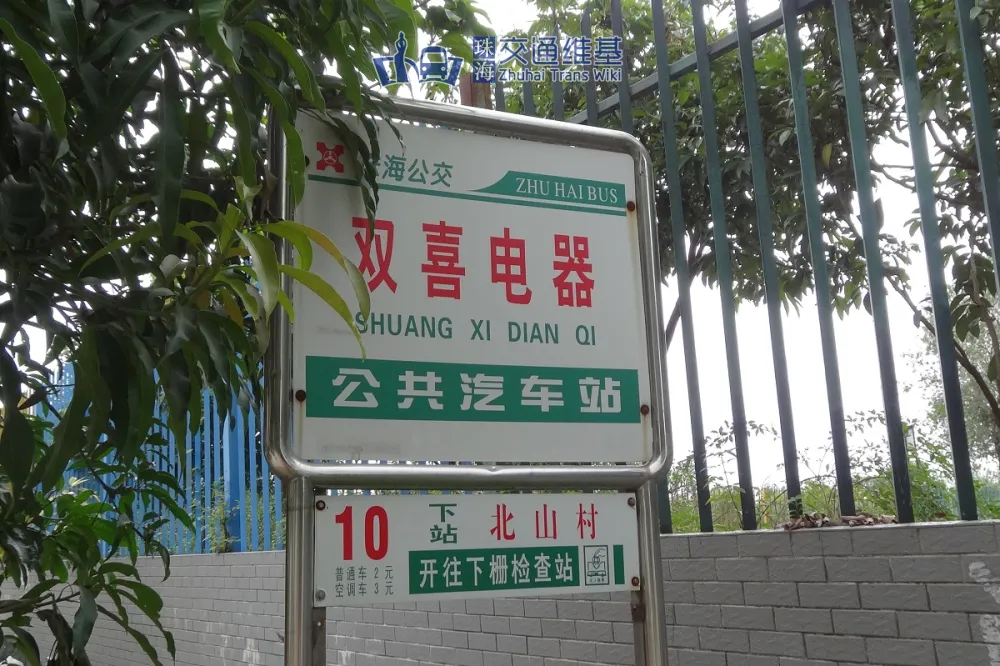 珠海 交通维基
Zhuhai Trans Wiki
海公交
ZHU HAI BUS
双喜电器
SHUANG XI DIAN QI
公共汽车站
10
下站 北山村
普通车 2 元
空调车 3 元
开往下栅检查站